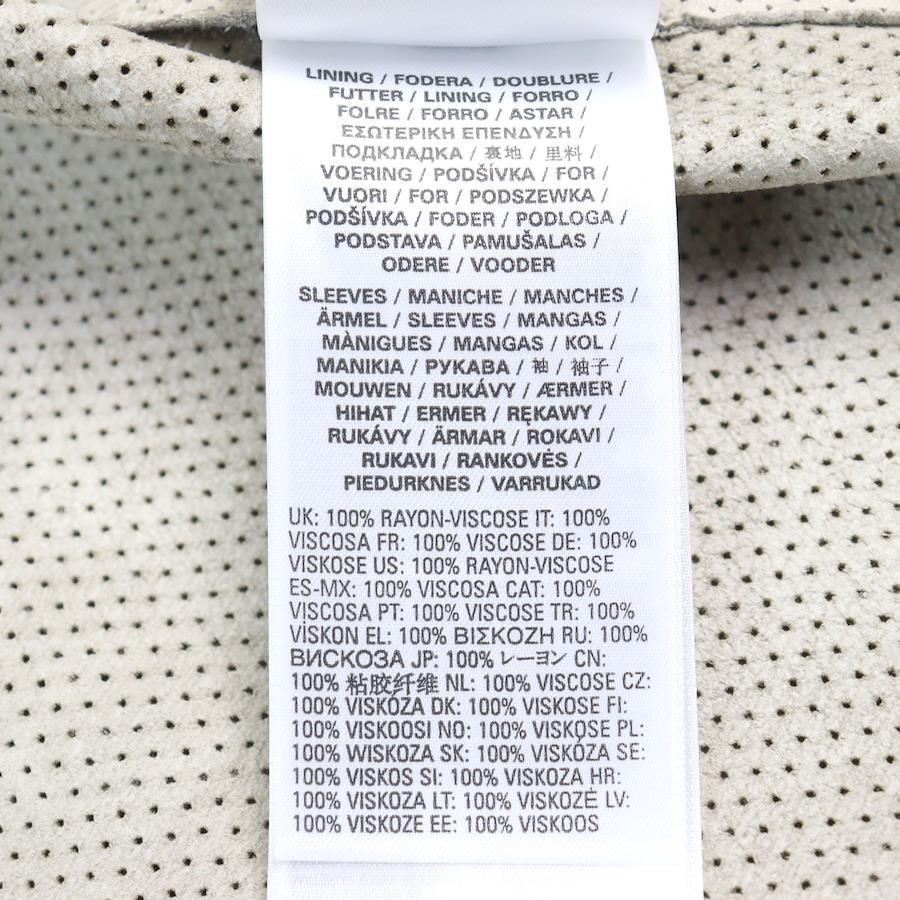 LINING / FODERA / DOUBLURE /
FUTTER / LINING / FORRO /
FOLRE / FORRO / ASTAR /
ΕΣΩΤΕΡΙΚΗ ΕΠΕΝΔΥΣΗ /
ПОДКЛАДКА / 裏地 / 里料 /
VOERING / PODŠÍVKA / FOR /
VUORI / FOR / PODSZEWKA /
PODŠÍVKA / FODER / PODLOGA /
PODSTAVA / PAMUŠALAS /
ODERE / VOODER
SLEEVES / MANICHE / MANCHES /
ÄRMEL / SLEEVES / MANGAS /
MÀNIGUES / MANGAS / KOL /
ΜΑΝΙΚΙΑ / РУКАВА / 袖 / 袖子 /
MOUWEN / RUKÁVY / ÆRMER /
HIHAT / ERMER / RĘKAWY /
RUKÁVY / ÄRMAR / ROKAVI /
RUKAVI / RANKOVĖS /
PIEDURKNES / VARRUKAD
UK: 100% RAYON-VISCOSE IT: 100%
VISCOSA FR: 100% VISCOSE DE: 100%
VISKOSE US: 100% RAYON-VISCOSE
ES-MX: 100% VISCOSA CAT: 100%
VISCOSA PT: 100% VISCOSE TR: 100%
VİSKON EL: 100% ΒΙΣΚΟΖΗ RU: 100%
ВИСКОЗА JP: 100% レーヨン CN:
100% 粘胶纤维 NL: 100% VISCOSE CZ:
100% VISKÓZA DK: 100% VISKOSE FI:
100% VISKOOSI NO: 100% VISKOSE PL:
100% WISKOZA SK: 100% VISKÓZA SE:
100% VISKOS SI: 100% VISKOZA HR:
100% VISKOZA LT: 100% VISKOZĖ LV:
100% VISKOZE EE: 100% VISKOOS